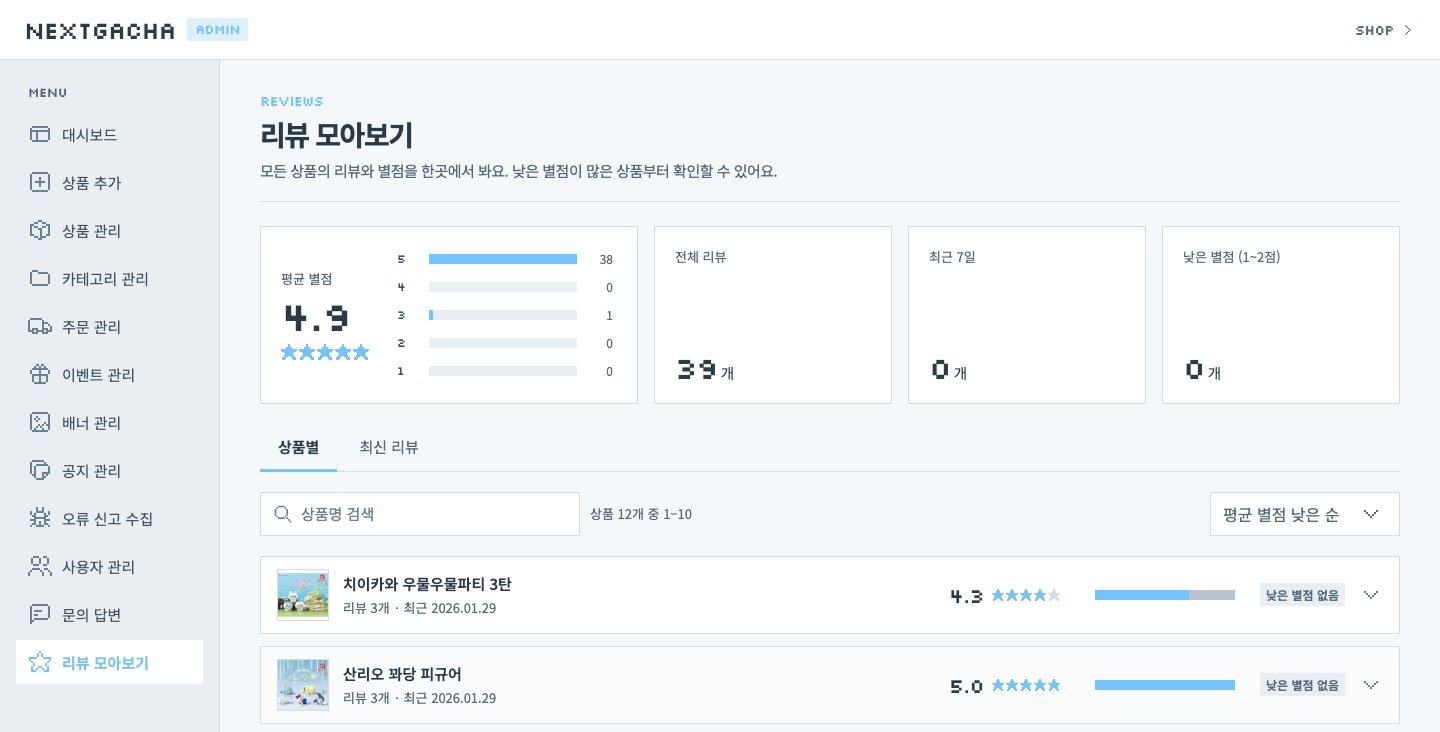 NEXTGACHA ADMIN
SHOP
MENU
대시보드
상품 추가
상품 관리
카테고리 관리
주문 관리
이벤트 관리
배너 관리
공지 관리
오류 신고 수집
사용자 관리
문의 답변
리뷰 모아보기
REVIEWS
리뷰 모아보기
모든 상품의 리뷰와 별점을 한곳에서 봐요. 낮은 별점이 많은 상품부터 확인할 수 있어요.
평균 별점
4.9
5 38
4 0
3 1
2 0
1 0
전체 리뷰
39 개
최근 7일
0 개
낮은 별점 (1~2점)
0 개
상품별 최신 리뷰
상품명 검색 상품 12개 중 1–10 평균 별점 낮은 순
치이카와 우물우물파티 3탄
리뷰 3개 · 최근 2026.01.29
4.3 낮은 별점 없음
산리오 꽈당 피규어
리뷰 3개 · 최근 2026.01.29
5.0 낮은 별점 없음